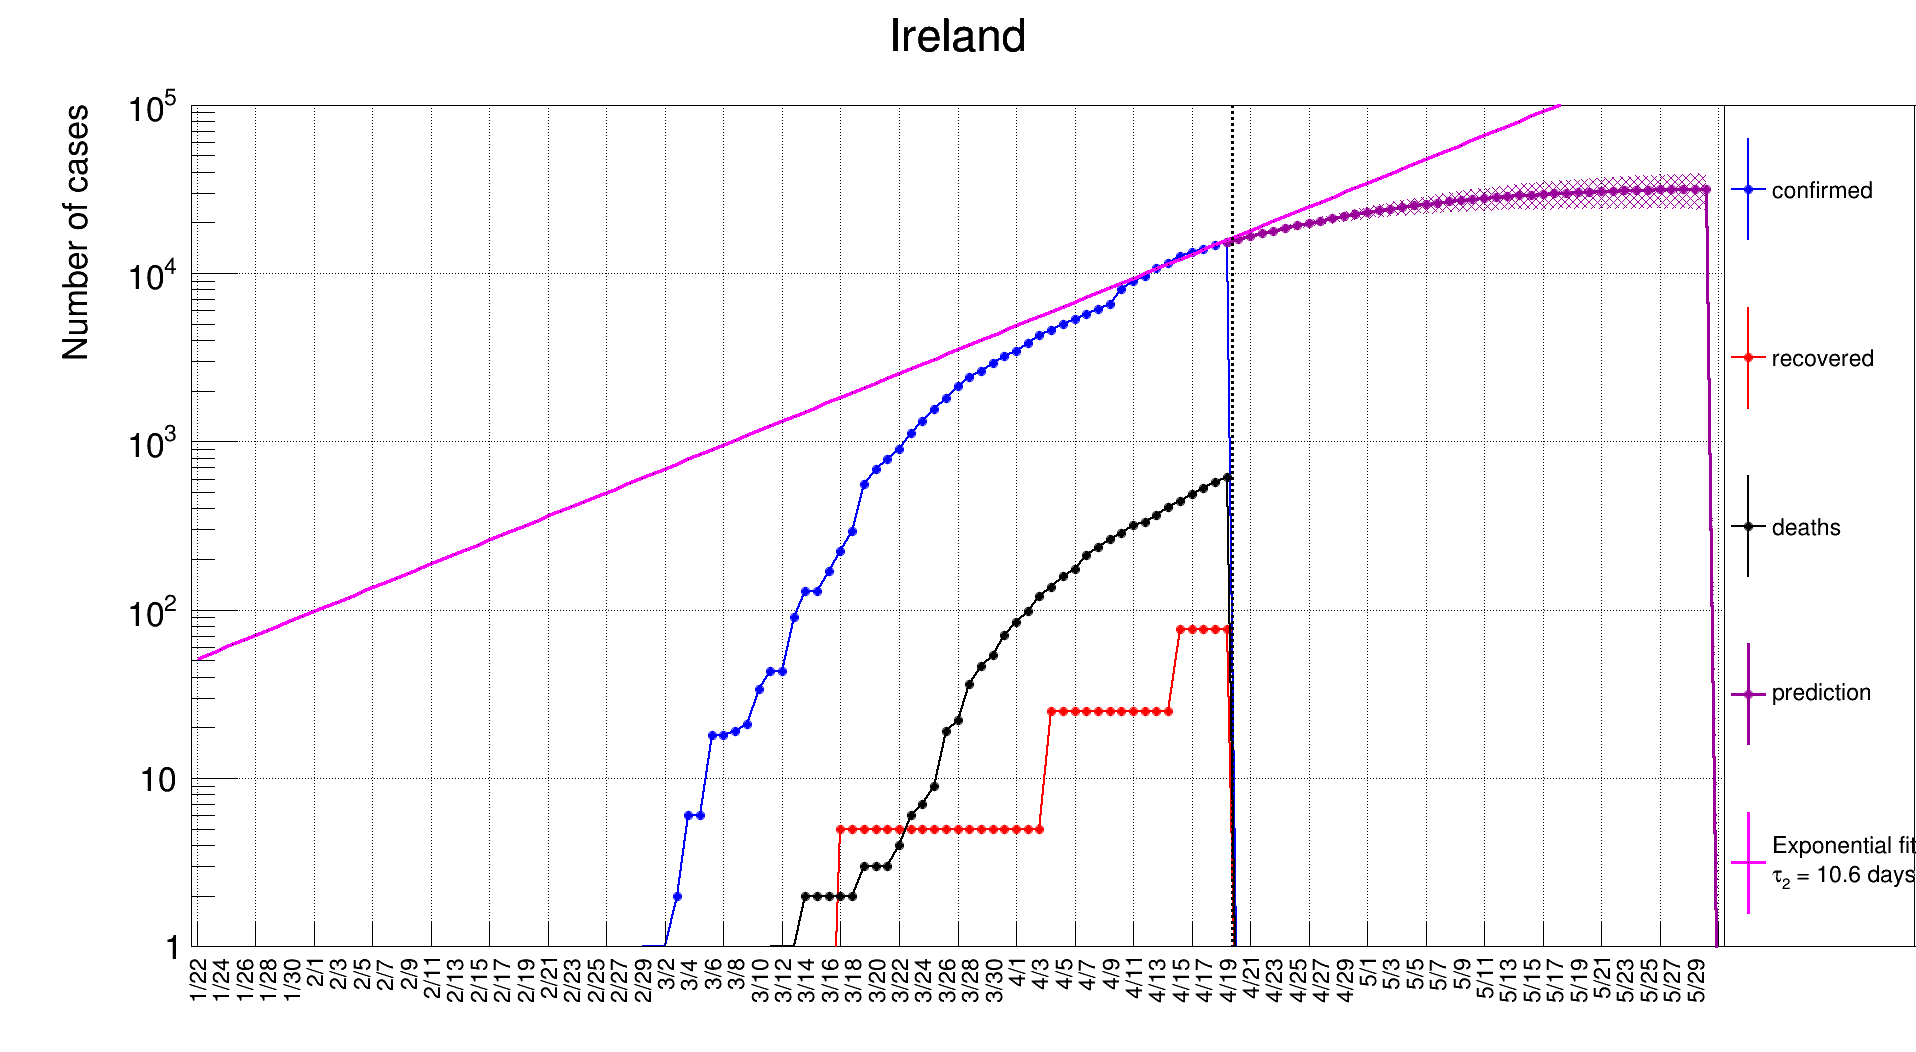 Ireland
Number of cases
10^5
10^4
10^3
10^2
10
1
1/22 1/24 1/26 1/28 1/30 2/1 2/3 2/5 2/7 2/9 2/11 2/13 2/15 2/17 2/19 2/21 2/23 2/25 2/27 2/29 3/2 3/4 3/6 3/8 3/10 3/12 3/14 3/16 3/18 3/20 3/22 3/24 3/26 3/28 3/30 4/1 4/3 4/5 4/7 4/9 4/11 4/13 4/15 4/17 4/19 4/21 4/23 4/25 4/27 4/29 5/1 5/3 5/5 5/7 5/9 5/11 5/13 5/15 5/17 5/19 5/21 5/23 5/25 5/27 5/29
confirmed
recovered
deaths
prediction
Exponential fit
τ₂ = 10.6 days